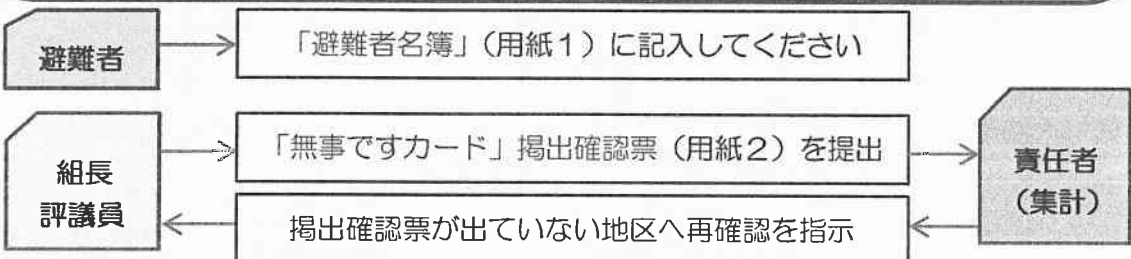 避難者
「避難者名簿」（用紙１）に記入してください
組長
評議員
「無事ですカード」掲出確認票（用紙２）を提出
掲出確認票が出ていない地区へ再確認を指示
責任者
（集計）